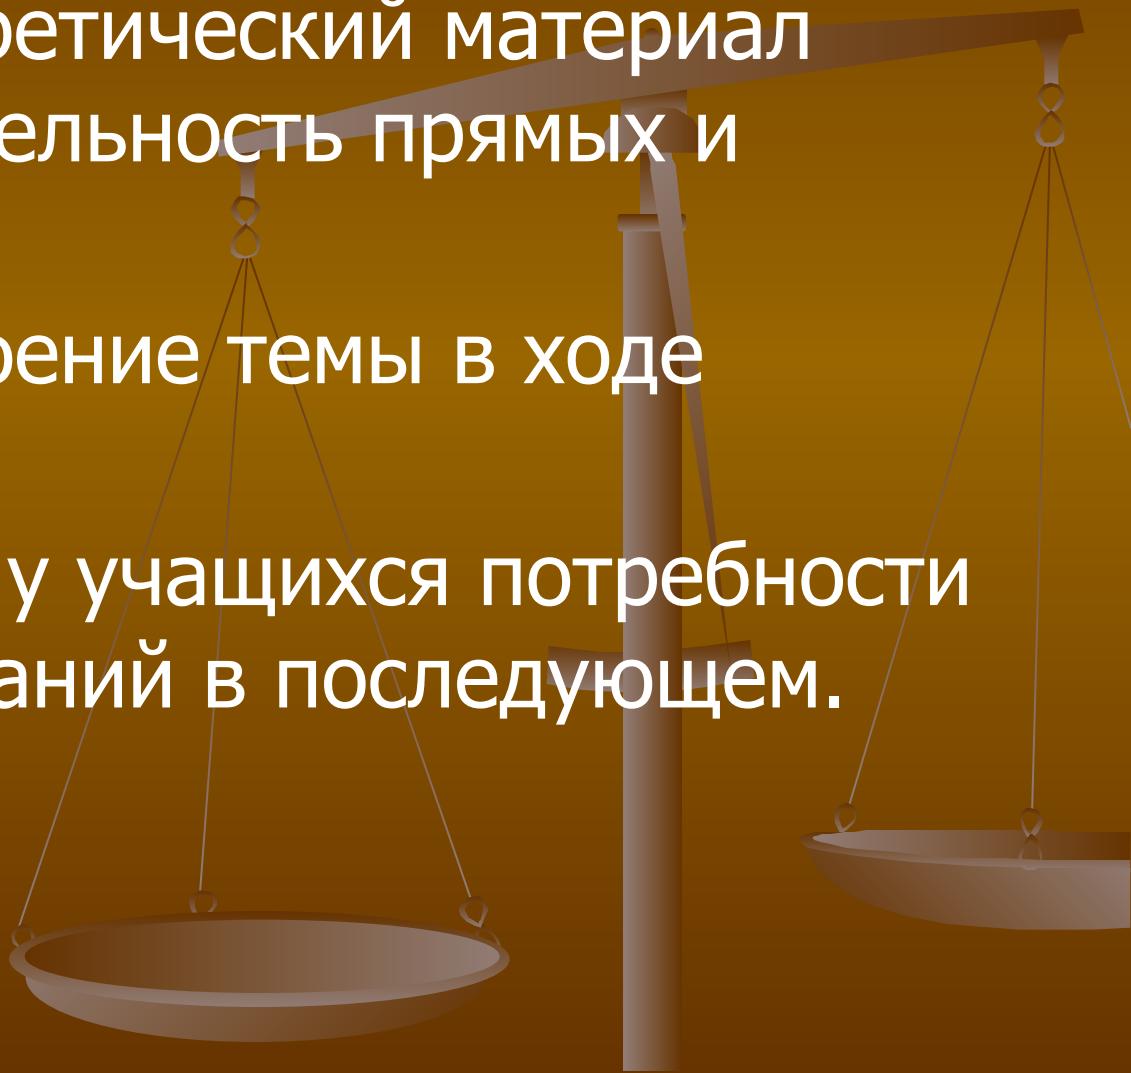 ретический материал
ельность прямых и
рение темы в ходе
у учащихся потребности
аний в последующем.